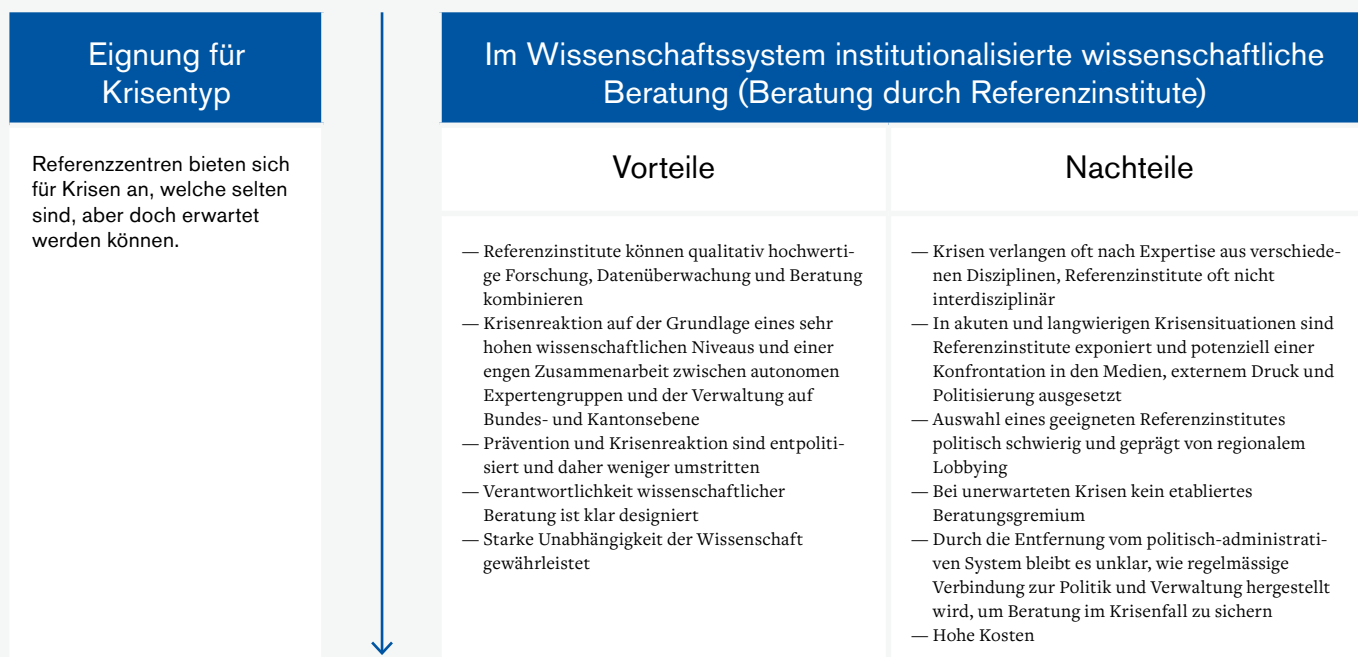 Eignung für
Krisentyp
Referenzzentren bieten sich
für Krisen an, welche selten
sind, aber doch erwartet
werden können.
Im Wissenschaftssystem institutionalisierte wissenschaftliche
Beratung (Beratung durch Referenzinstitute)
Vorteile
— Referenzinstitute können qualitativ hochwerti-
ge Forschung, Datenüberwachung und Beratung
kombinieren
— Krisenreaktion auf der Grundlage eines sehr
hohen wissenschaftlichen Niveaus und einer
engen Zusammenarbeit zwischen autonomen
Expertengruppen und der Verwaltung auf
Bundes- und Kantonsebene
— Prävention und Krisenreaktion sind entpoliti-
siert und daher weniger umstritten
— Verantwortlichkeit wissenschaftlicher
Beratung ist klar designiert
— Starke Unabhängigkeit der Wissenschaft
gewährleistet
Nachteile
— Krisen verlangen oft nach Expertise aus verschiede-
nen Disziplinen, Referenzinstitute oft nicht
interdisziplinär
— In akuten und langwierigen Krisensituationen sind
Referenzinstitute exponiert und potenziell einer
Konfrontation in den Medien, externem Druck und
Politisierung ausgesetzt
— Auswahl eines geeigneten Referenzinstitutes
politisch schwierig und geprägt von regionalem
Lobbying
— Bei unerwarteten Krisen kein etabliertes
Beratungsgremium
— Durch die Entfernung vom politisch-administrati-
ven System bleibt es unklar, wie regelmässige
Verbindung zur Politik und Verwaltung hergestellt
wird, um Beratung im Krisenfall zu sichern
— Hohe Kosten